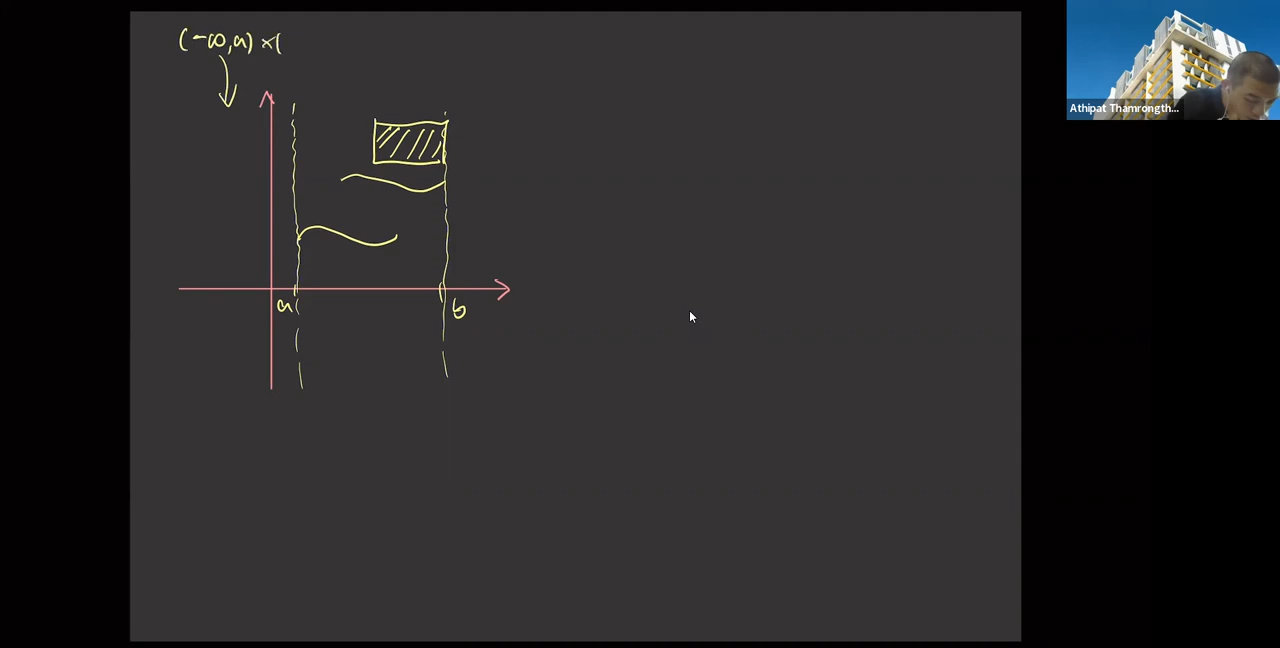 (-∞,a) ×(
Athipat Thamrongth...
a
b